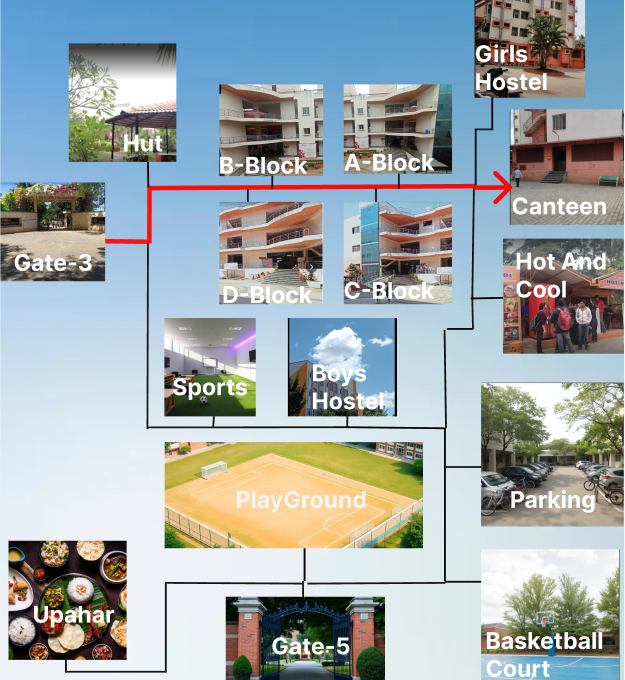 Girls
Hostel
Hut
B-Block
A-Block
Canteen
Gate-3
D-Block
C-Block
Hot And
Cool
Sports
Boys
Hostel
PlayGround
Parking
Upahar
Gate-5
Basketball
Court